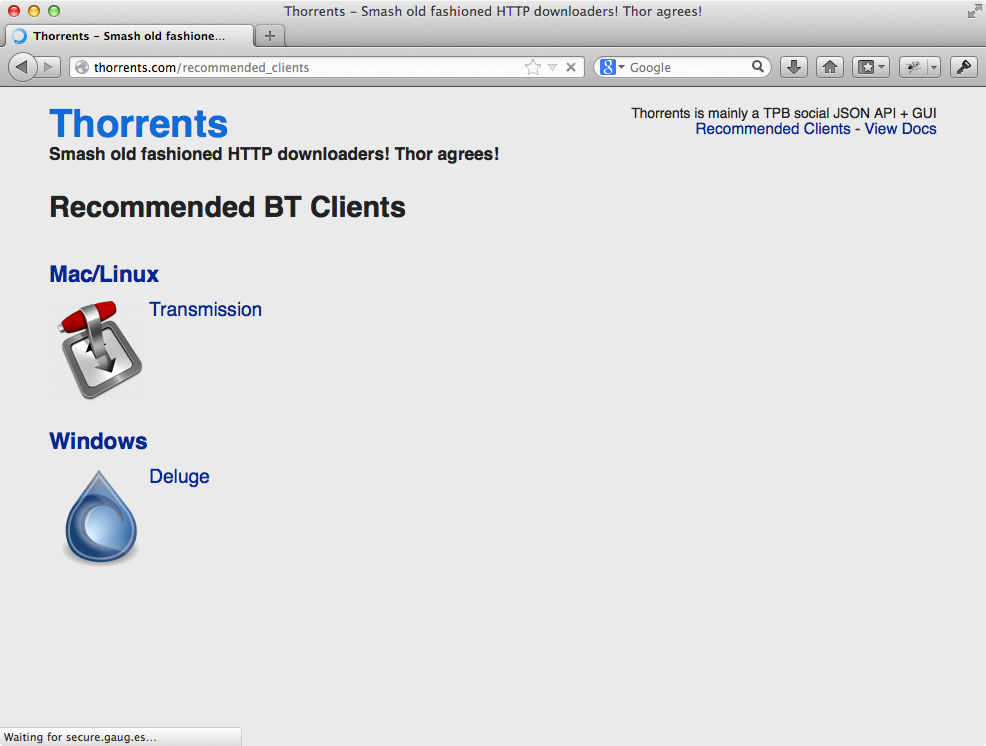 Thorrents – Smash old fashioned HTTP downloaders! Thor agrees!
Thorrents – Smash old fashione...
thorrents.com/recommended_clients
Google
Thorrents
Smash old fashioned HTTP downloaders! Thor agrees!
Thorrents is mainly a TPB social JSON API + GUI
Recommended Clients - View Docs
Recommended BT Clients
Mac/Linux
Transmission
Windows
Deluge
Waiting for secure.gaug.es...